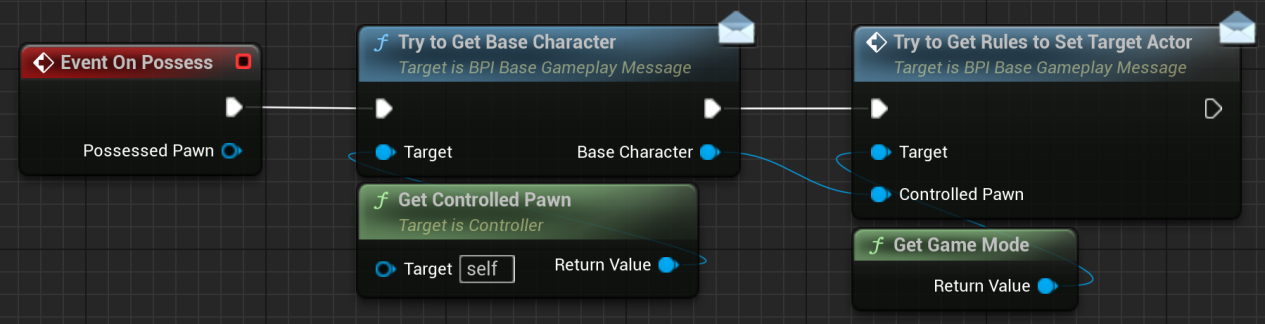 Event On Possess
Possessed Pawn
f Try to Get Base Character
Target is BPI Base Gameplay Message
Target
Base Character
f Get Controlled Pawn
Target is Controller
Target self
Return Value
Try to Get Rules to Set Target Actor
Target is BPI Base Gameplay Message
Target
Controlled Pawn
f Get Game Mode
Return Value